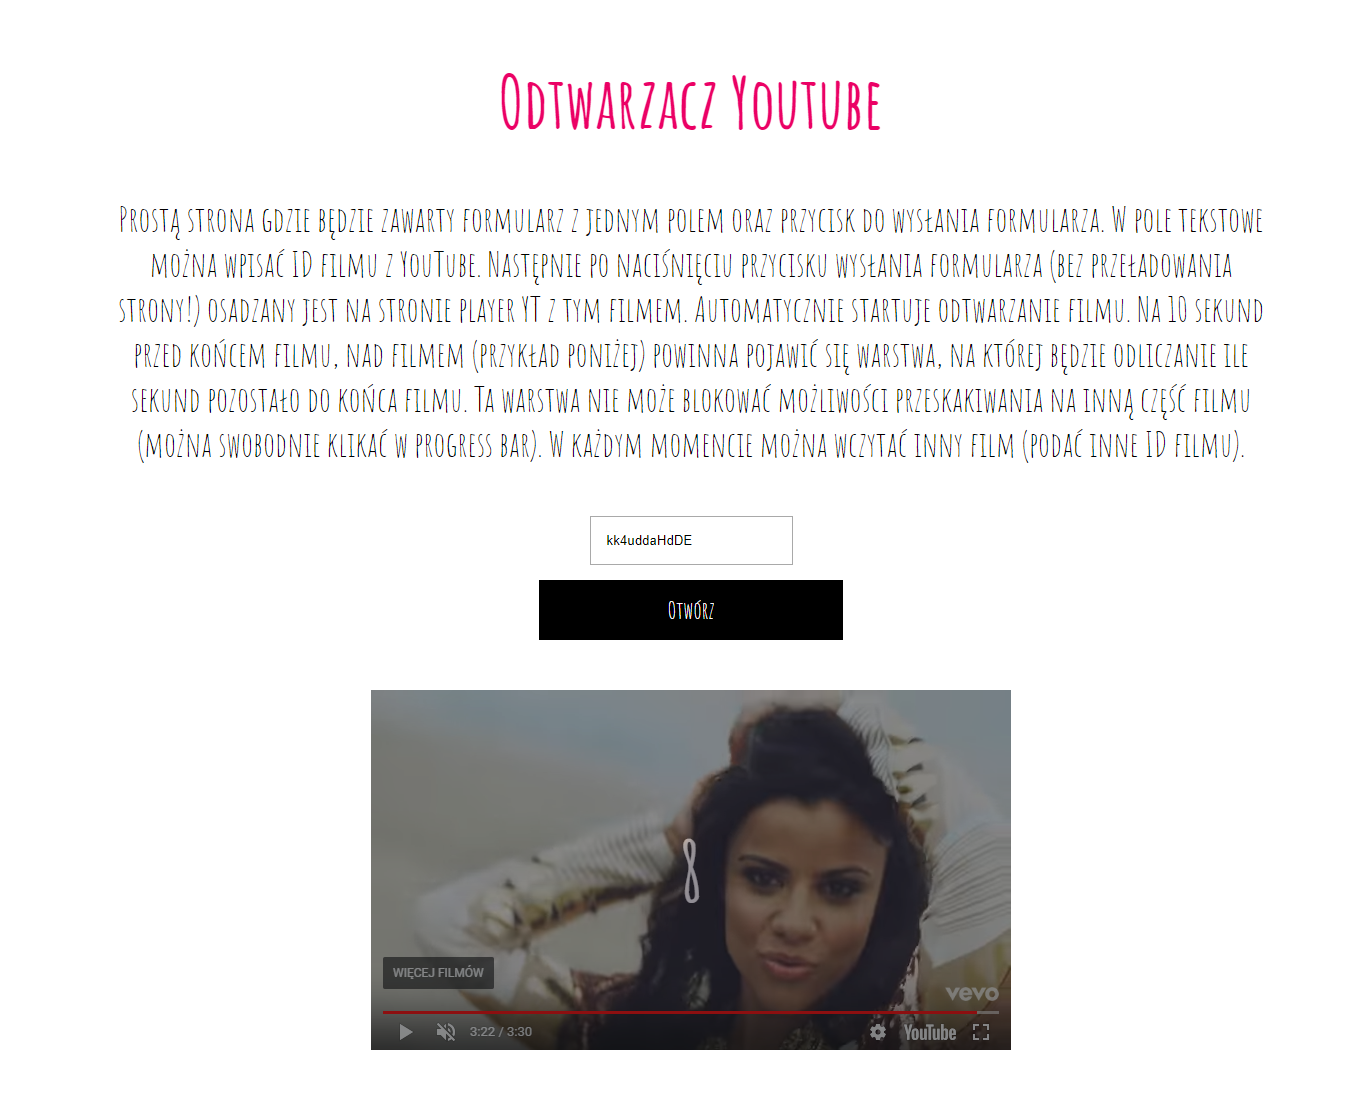 Odtwarzacz Youtube
Prostą strona gdzie będzie zawarty formularz z jednym polem oraz przycisk do wysłania formularza. W pole tekstowe
można wpisać ID filmu z YouTube. Następnie po naciśnięciu przycisku wysłania formularza (bez przeładowania
strony!) osadzany jest na stronie player YT z tym filmem. Automatycznie startuje odtwarzanie filmu. Na 10 sekund
przed końcem filmu, nad filmem (przykład poniżej) powinna pojawić się warstwa, na której będzie odliczanie ile
sekund pozostało do końca filmu. Ta warstwa nie może blokować możliwości przeskakiwania na inną część filmu
(można swobodnie klikać w progress bar). W każdym momencie można wczytać inny film (podać inne ID filmu).
kk4uddaHdDE
Otwórz
8
WIĘCEJ FILMÓW
vevo
3:22 / 3:30
YouTube